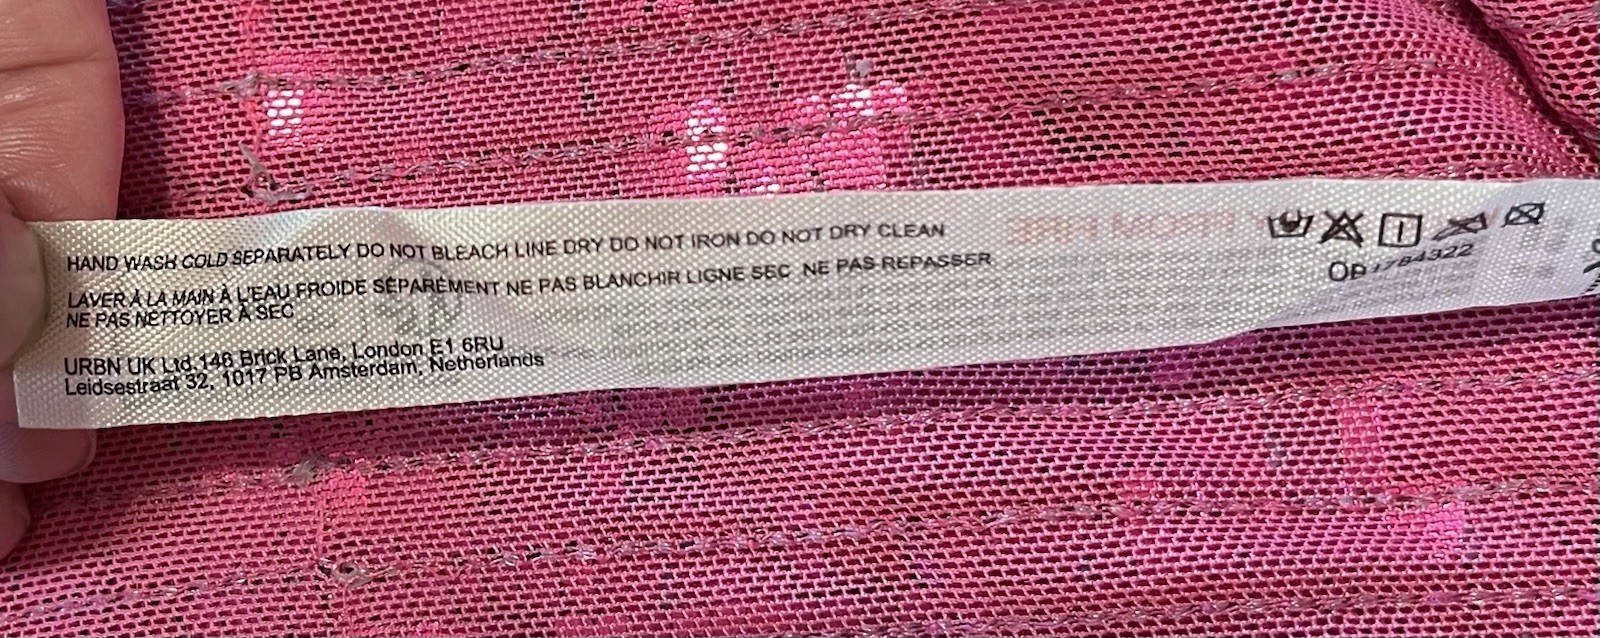 HAND WASH COLD SEPARATELY DO NOT BLEACH LINE DRY DO NOT IRON DO NOT DRY CLEAN
LAVER À LA MAIN À L'EAU FROIDE SÉPARÉMENT NE PAS BLANCHIR LIGNE SEC NE PAS REPASSER
NE PAS NETTOYER À SEC
URBN UK Ltd, 146 Brick Lane, London E1 6RU
Leidsestraat 32, 1017 PB Amsterdam, Netherlands
FROM FIRE